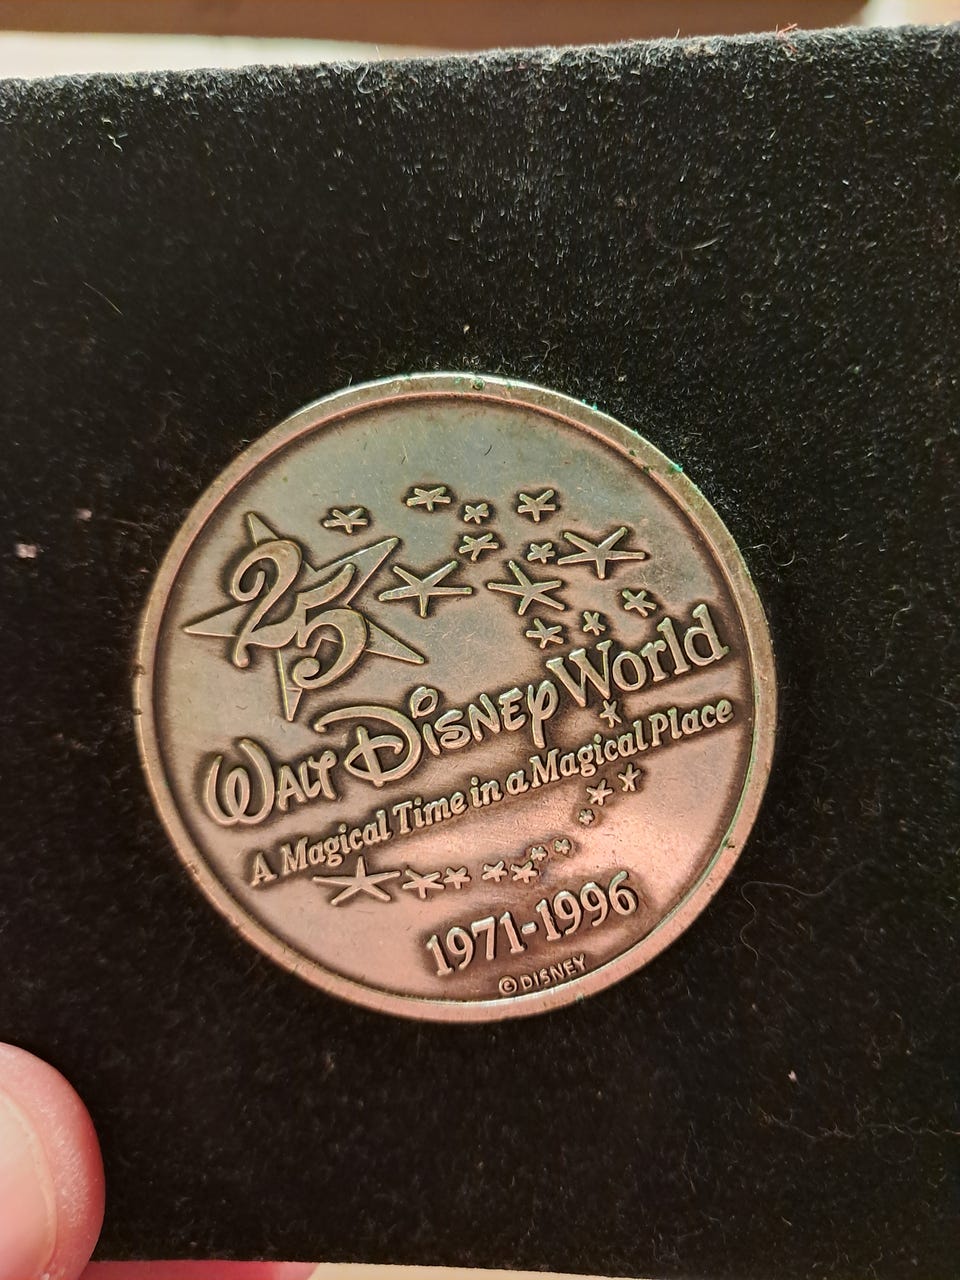 25
Walt Disney World
A Magical Time in a Magical Place
1971-1996
© DISNEY